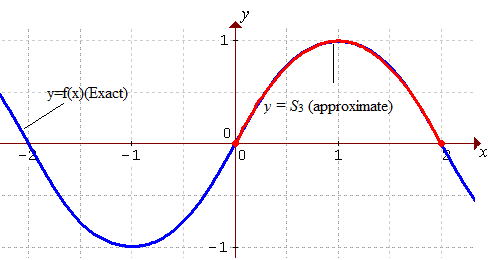 y
1
y=f(x)(Exact)
y = S3 (approximate)
0
-2
-1
0
1
2
x
-1